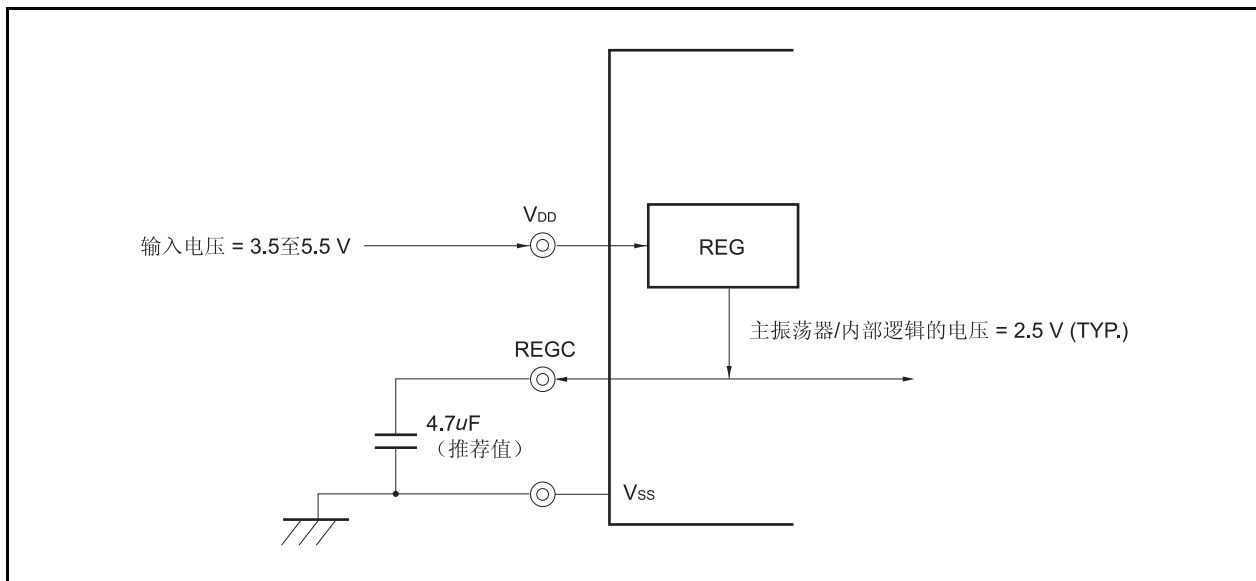 VDD
输入电压 = 3.5至5.5 V
REG
主振荡器/内部逻辑的电压 = 2.5 V (TYP.)
REGC
4.7uF
（推荐值）
VSS